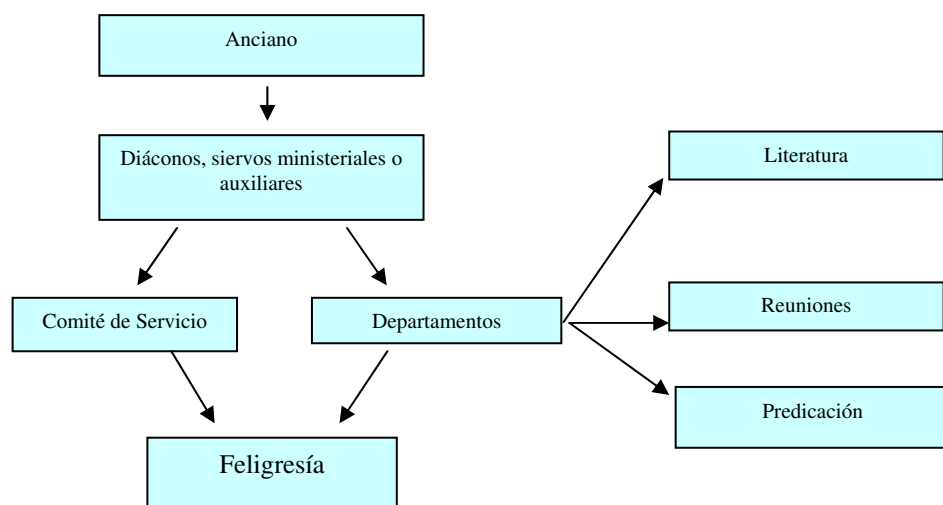 Anciano
Diáconos, siervos ministeriales o
auxiliares
Literatura
Comité de Servicio
Departamentos
Reuniones
Predicación
Feligresía